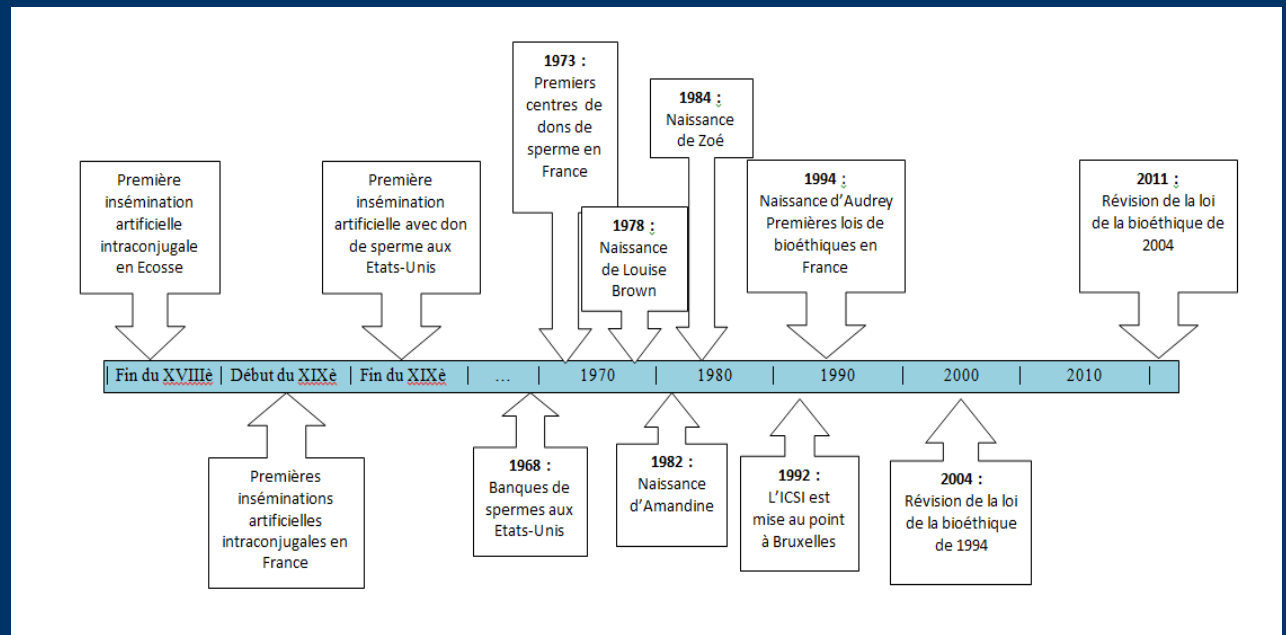 1973 :
Premiers
centres de
dons de
sperme en
France
1984 :
Naissance
de Zoé
Première
insémination
artificielle
intraconjugale
en Ecosse
Première
insémination
artificielle avec don
de sperme aux
Etats-Unis
1978 :
Naissance
de Louise
Brown
1994 :
Naissance d'Audrey
Premières lois de
bioéthiques en
France
2011 :
Révision de la loi
de la bioéthique de
2004
| Fin du XVIIIè | Début du XIXè | Fin du XIXè | ... | 1970 | 1980 | 1990 | 2000 | 2010 |
Premières
inséminations
artificielles
intraconjugales en
France
1968 :
Banques de
spermes aux
Etats-Unis
1982 :
Naissance
d'Amandine
1992 :
L'ICSI est
mise au point
à Bruxelles
2004 :
Révision de la loi
de la bioéthique
de 1994